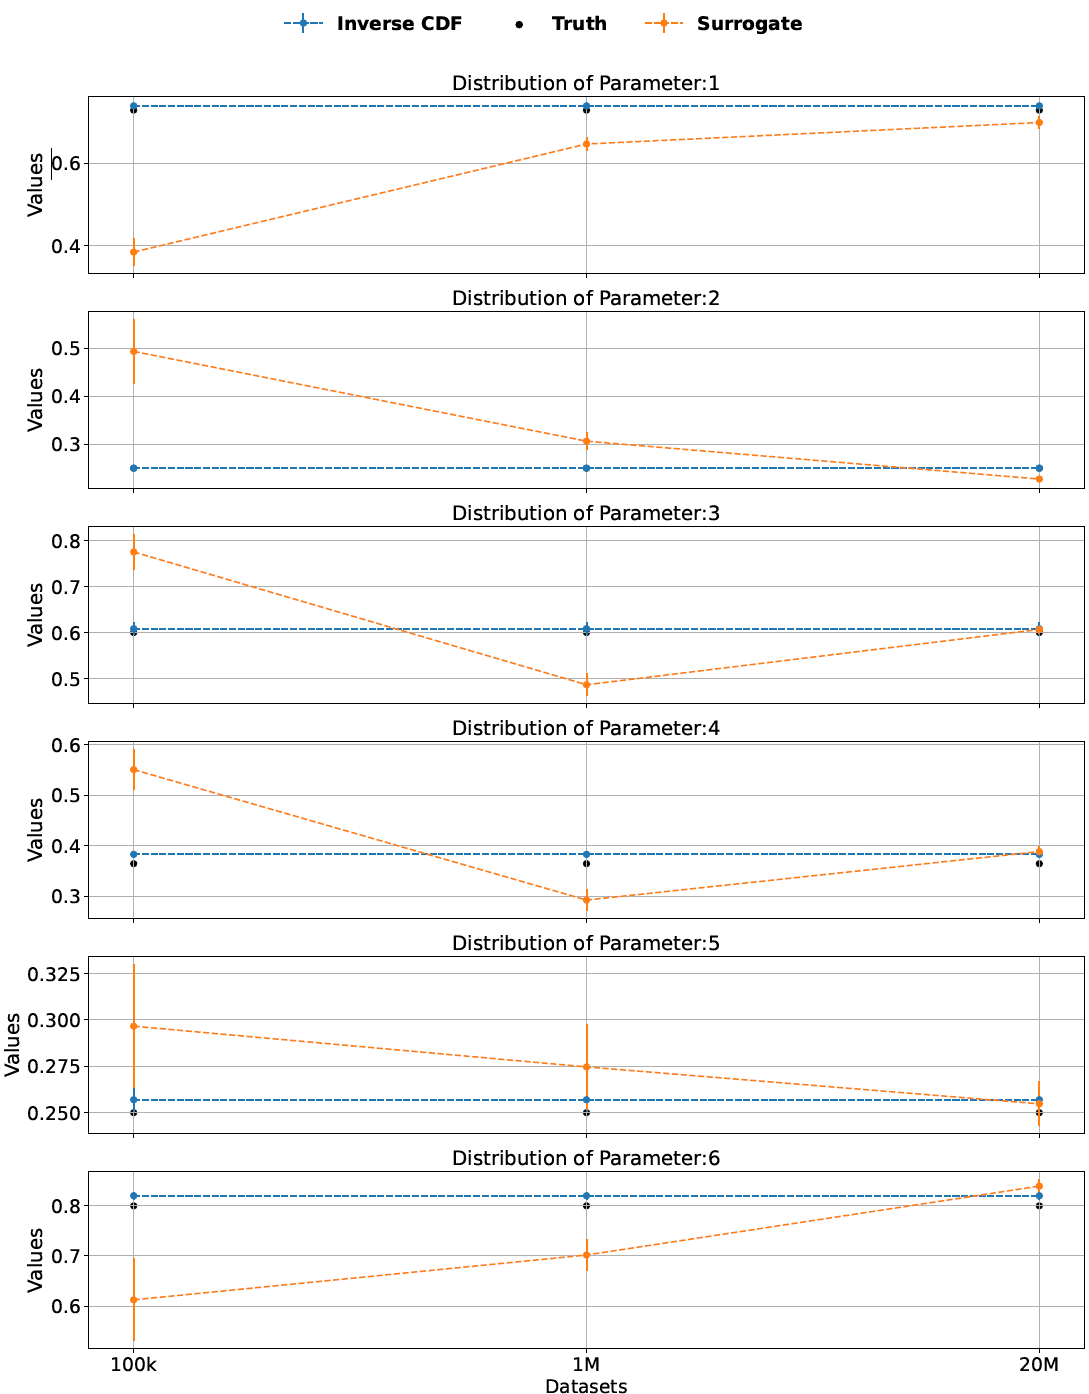 Inverse CDF Truth Surrogate
Distribution of Parameter:1
Values
0.6
0.4
Distribution of Parameter:2
Values
0.5
0.4
0.3
Distribution of Parameter:3
Values
0.8
0.7
0.6
0.5
Distribution of Parameter:4
Values
0.6
0.5
0.4
0.3
Distribution of Parameter:5
Values
0.325
0.300
0.275
0.250
Distribution of Parameter:6
Values
0.8
0.7
0.6
100k 1M 20M
Datasets